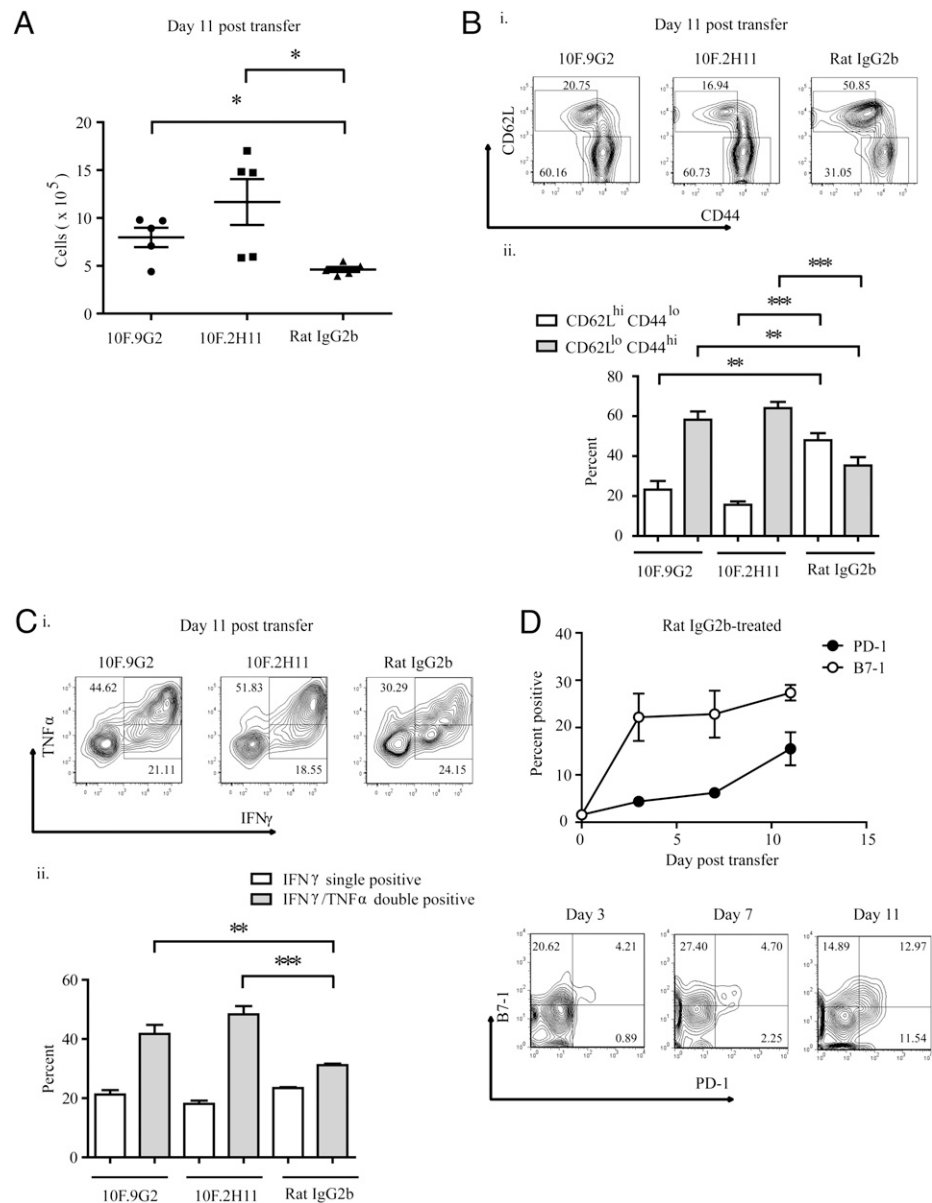 A
Day 11 post transfer
*
*
Cells ( x 10^5)
20
15
10
5
0
10F.9G2
10F.2H11
Rat IgG2b
B
i.
Day 11 post transfer
10F.9G2
10F.2H11
Rat IgG2b
20.75
16.94
50.85
60.16
60.73
31.05
CD62L
CD44
ii.
***
***
**
**
CD62L^hi CD44^lo
CD62L^lo CD44^hi
Percent
80
60
40
20
0
10F.9G2
10F.2H11
Rat IgG2b
C
i.
Day 11 post transfer
10F.9G2
10F.2H11
Rat IgG2b
44.62
51.83
30.29
21.11
18.55
24.15
TNFα
IFNγ
ii.
IFNγ single positive
IFNγ/TNFα double positive
**
***
Percent
60
40
20
0
10F.9G2
10F.2H11
Rat IgG2b
D
Rat IgG2b-treated
PD-1
B7-1
Percent positive
40
30
20
10
0
0 5 10 15
Day post transfer
Day 3
Day 7
Day 11
20.62 4.21
27.40 4.70
14.89 12.97
0.89
2.25
11.54
B7-1
PD-1